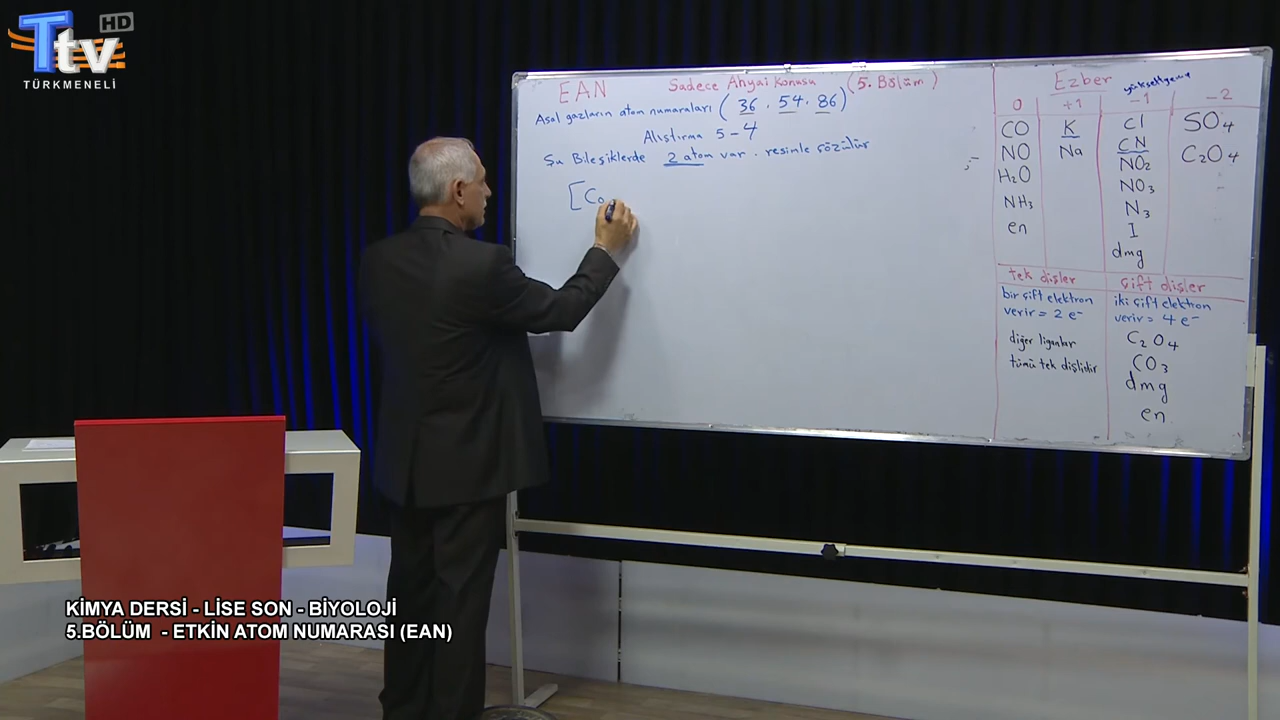 Ttv HD
TÜRKMENELİ
EAN Sadece Ahyai Konusu (5. Bölüm)
Asal gazların atom numaraları (36 . 54 . 86)
Alıştırma 5-4
Şu Bileşiklerde 2 atom var . resimle çözülür
[Co
Ezber yükseltgeme
0 +1 -1 -2
CO K Cl SO4
NO Na CN C2O4
H2O NO2
NH3 NO3
en N3
I
dmg
tek dişler
bir çift elektron
verir = 2 e-
diğer liganlar
tümü tek dişlidir
çift dişler
iki çift elektron
verir = 4 e-
C2O4
CO3
dmg
en
KİMYA DERSİ - LİSE SON - BİYOLOJİ
5.BÖLÜM - ETKİN ATOM NUMARASI (EAN)